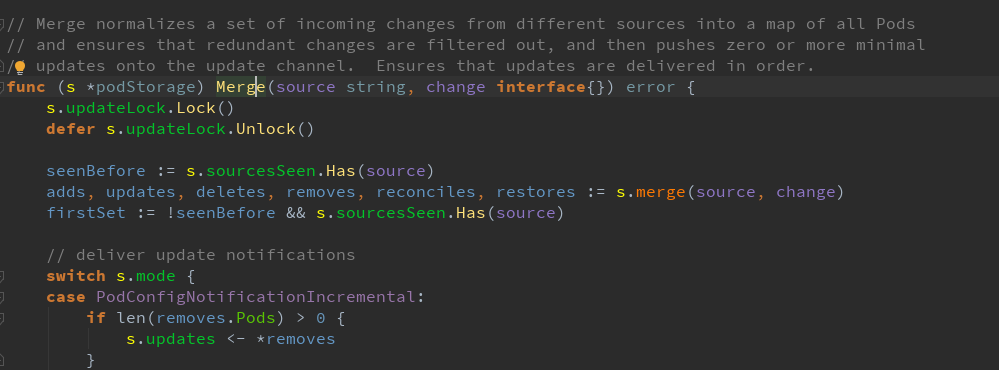 // Merge normalizes a set of incoming changes from different sources into a map of all Pods
// and ensures that redundant changes are filtered out, and then pushes zero or more minimal
/ updates onto the update channel.  Ensures that updates are delivered in order.
func (s *podStorage) Merge(source string, change interface{}) error {
    s.updateLock.Lock()
    defer s.updateLock.Unlock()

    seenBefore := s.sourcesSeen.Has(source)
    adds, updates, deletes, removes, reconciles, restores := s.merge(source, change)
    firstSet := !seenBefore && s.sourcesSeen.Has(source)

    // deliver update notifications
    switch s.mode {
    case PodConfigNotificationIncremental:
        if len(removes.Pods) > 0 {
            s.updates <- *removes
        }